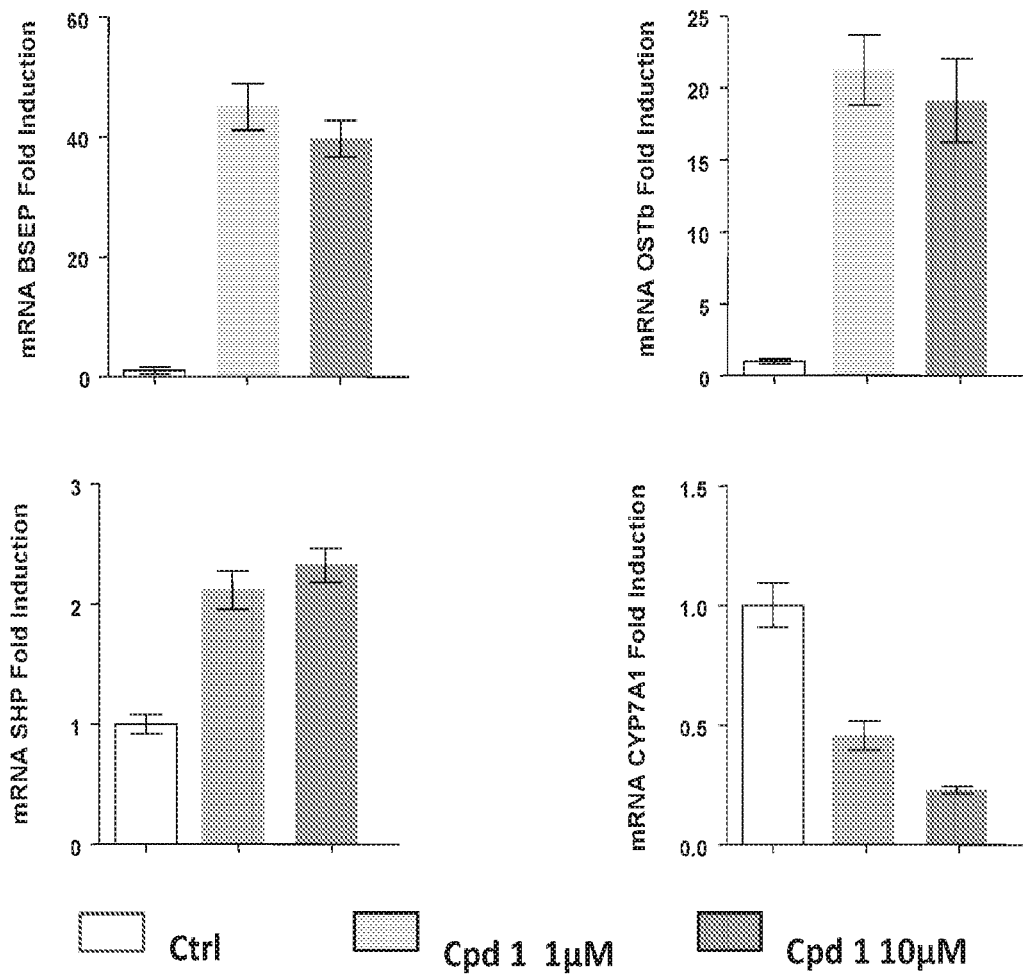 mRNA BSEP Fold Induction
60
40
20
0
mRNA OSTb Fold Induction
25
20
15
10
5
0
mRNA SHP Fold Induction
3
2
1
0
mRNA CYP7A1 Fold Induction
1.5
1.0
0.5
0.0
Ctrl
Cpd 1 1µM
Cpd 1 10µM